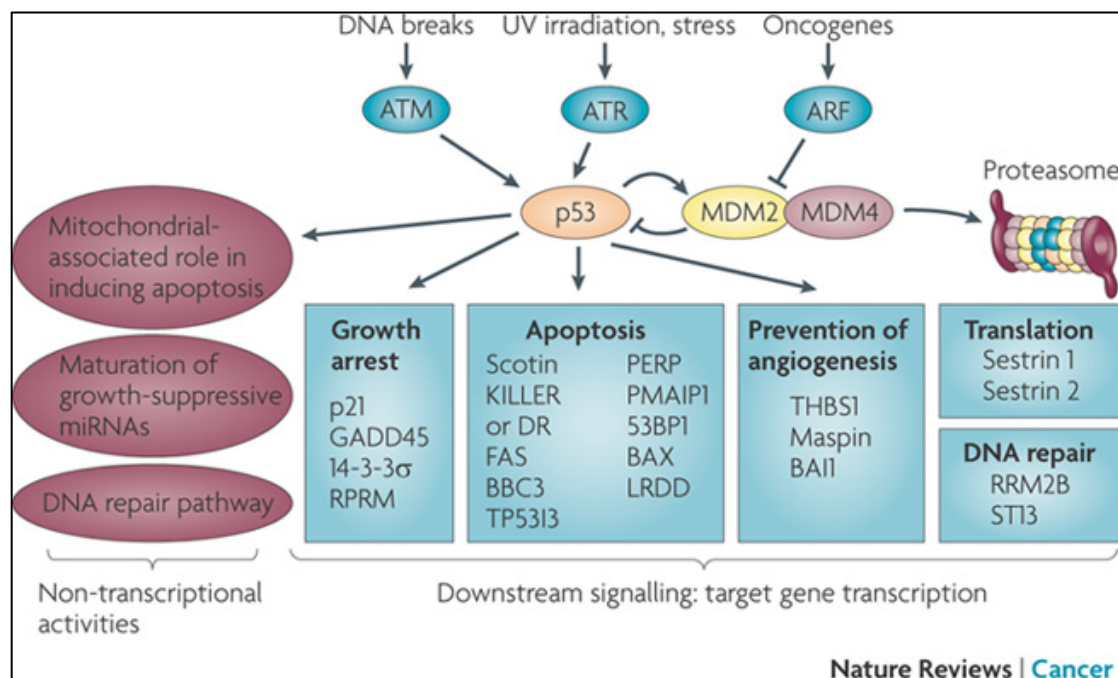 DNA breaks
UV irradiation, stress
Oncogenes
ATM
ATR
ARF
p53
MDM2
MDM4
Proteasome
Mitochondrial-
associated role in
inducing apoptosis
Maturation of
growth-suppressive
miRNAs
DNA repair pathway
Non-transcriptional
activities
Growth
arrest
p21
GADD45
14-3-3σ
RPRM
Apoptosis
Scotin
KILLER
or DR
FAS
BBC3
TP53I3
PERP
PMAIP1
53BP1
BAX
LRDD
Prevention of
angiogenesis
THBS1
Maspin
BAI1
Translation
Sestrin 1
Sestrin 2
DNA repair
RRM2B
ST13
Downstream signalling: target gene transcription
Nature Reviews | Cancer